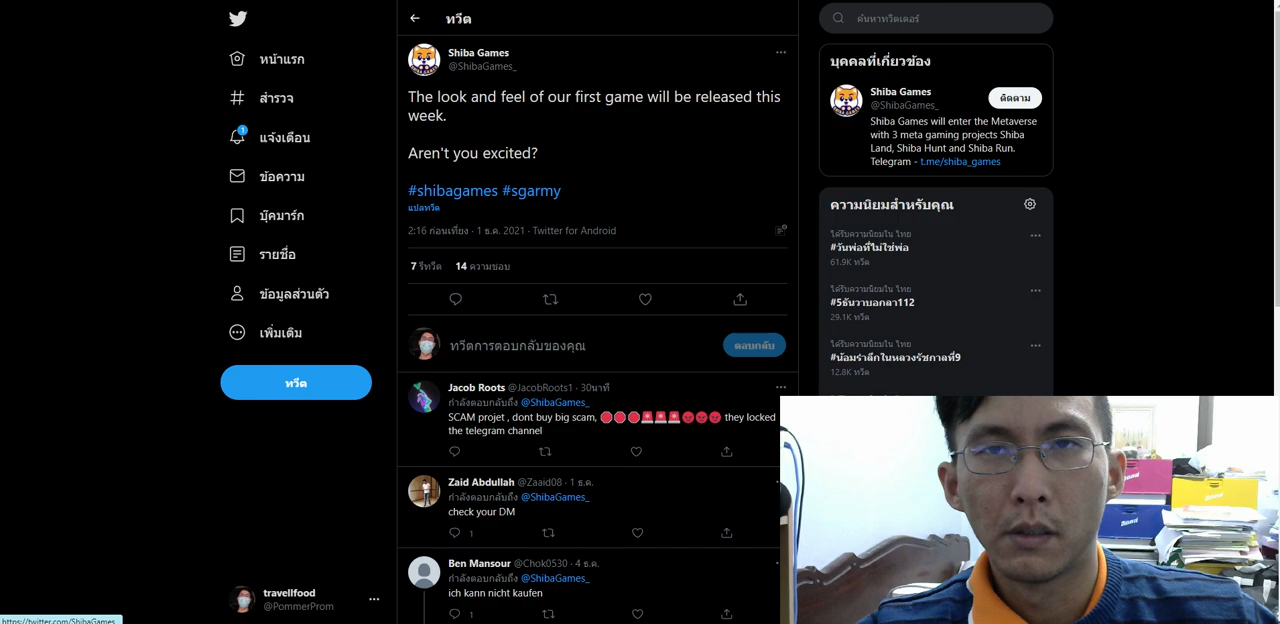 หน้าแรก
สำรวจ
1
แจ้งเตือน
ข้อความ
บุ๊คมาร์ก
รายชื่อ
ข้อมูลส่วนตัว
เพิ่มเติม
ทวีต
travellfood
@PommerProm
https://twitter.com/ShibaGames_
ทวีต
Shiba Games
@ShibaGames_
The look and feel of our first game will be released this
week.
Aren't you excited?
#shibagames #sgarmy
แปลทวีต
2:16 ก่อนเที่ยง · 1 ธ.ค. 2021 · Twitter for Android
7 รีทวีต 14 ความชอบ
ทวีตการตอบกลับของคุณ
ตอบกลับ
Jacob Roots @JacobRoots1 · 30นาที
กำลังตอบกลับถึง @ShibaGames_
SCAM projet , dont buy big scam, 🛑🛑🛑🚨🚨🚨😡😡😡 they locked
the telegram channel
Zaid Abdullah @Zaaid08 · 1 ธ.ค.
กำลังตอบกลับถึง @ShibaGames_
check your DM
1
Ben Mansour @Chok0530 · 4 ธ.ค.
กำลังตอบกลับถึง @ShibaGames_
ich kann nicht kaufen
1
ค้นหาทวิตเตอร์
บุคคลที่เกี่ยวข้อง
Shiba Games
@ShibaGames_
ติดตาม
Shiba Games will enter the Metaverse
with 3 meta gaming projects Shiba
Land, Shiba Hunt and Shiba Run.
Telegram - t.me/shiba_games
ความนิยมสำหรับคุณ
ได้รับความนิยมใน ไทย
#วันพ่อที่ไม่ใช่พ่อ
61.9K ทวีต
ได้รับความนิยมใน ไทย
#5ธันวาบอกลา112
29.1K ทวีต
ได้รับความนิยมใน ไทย
#น้อมรำลึกในหลวงรัชกาลที่9
12.8K ทวีต